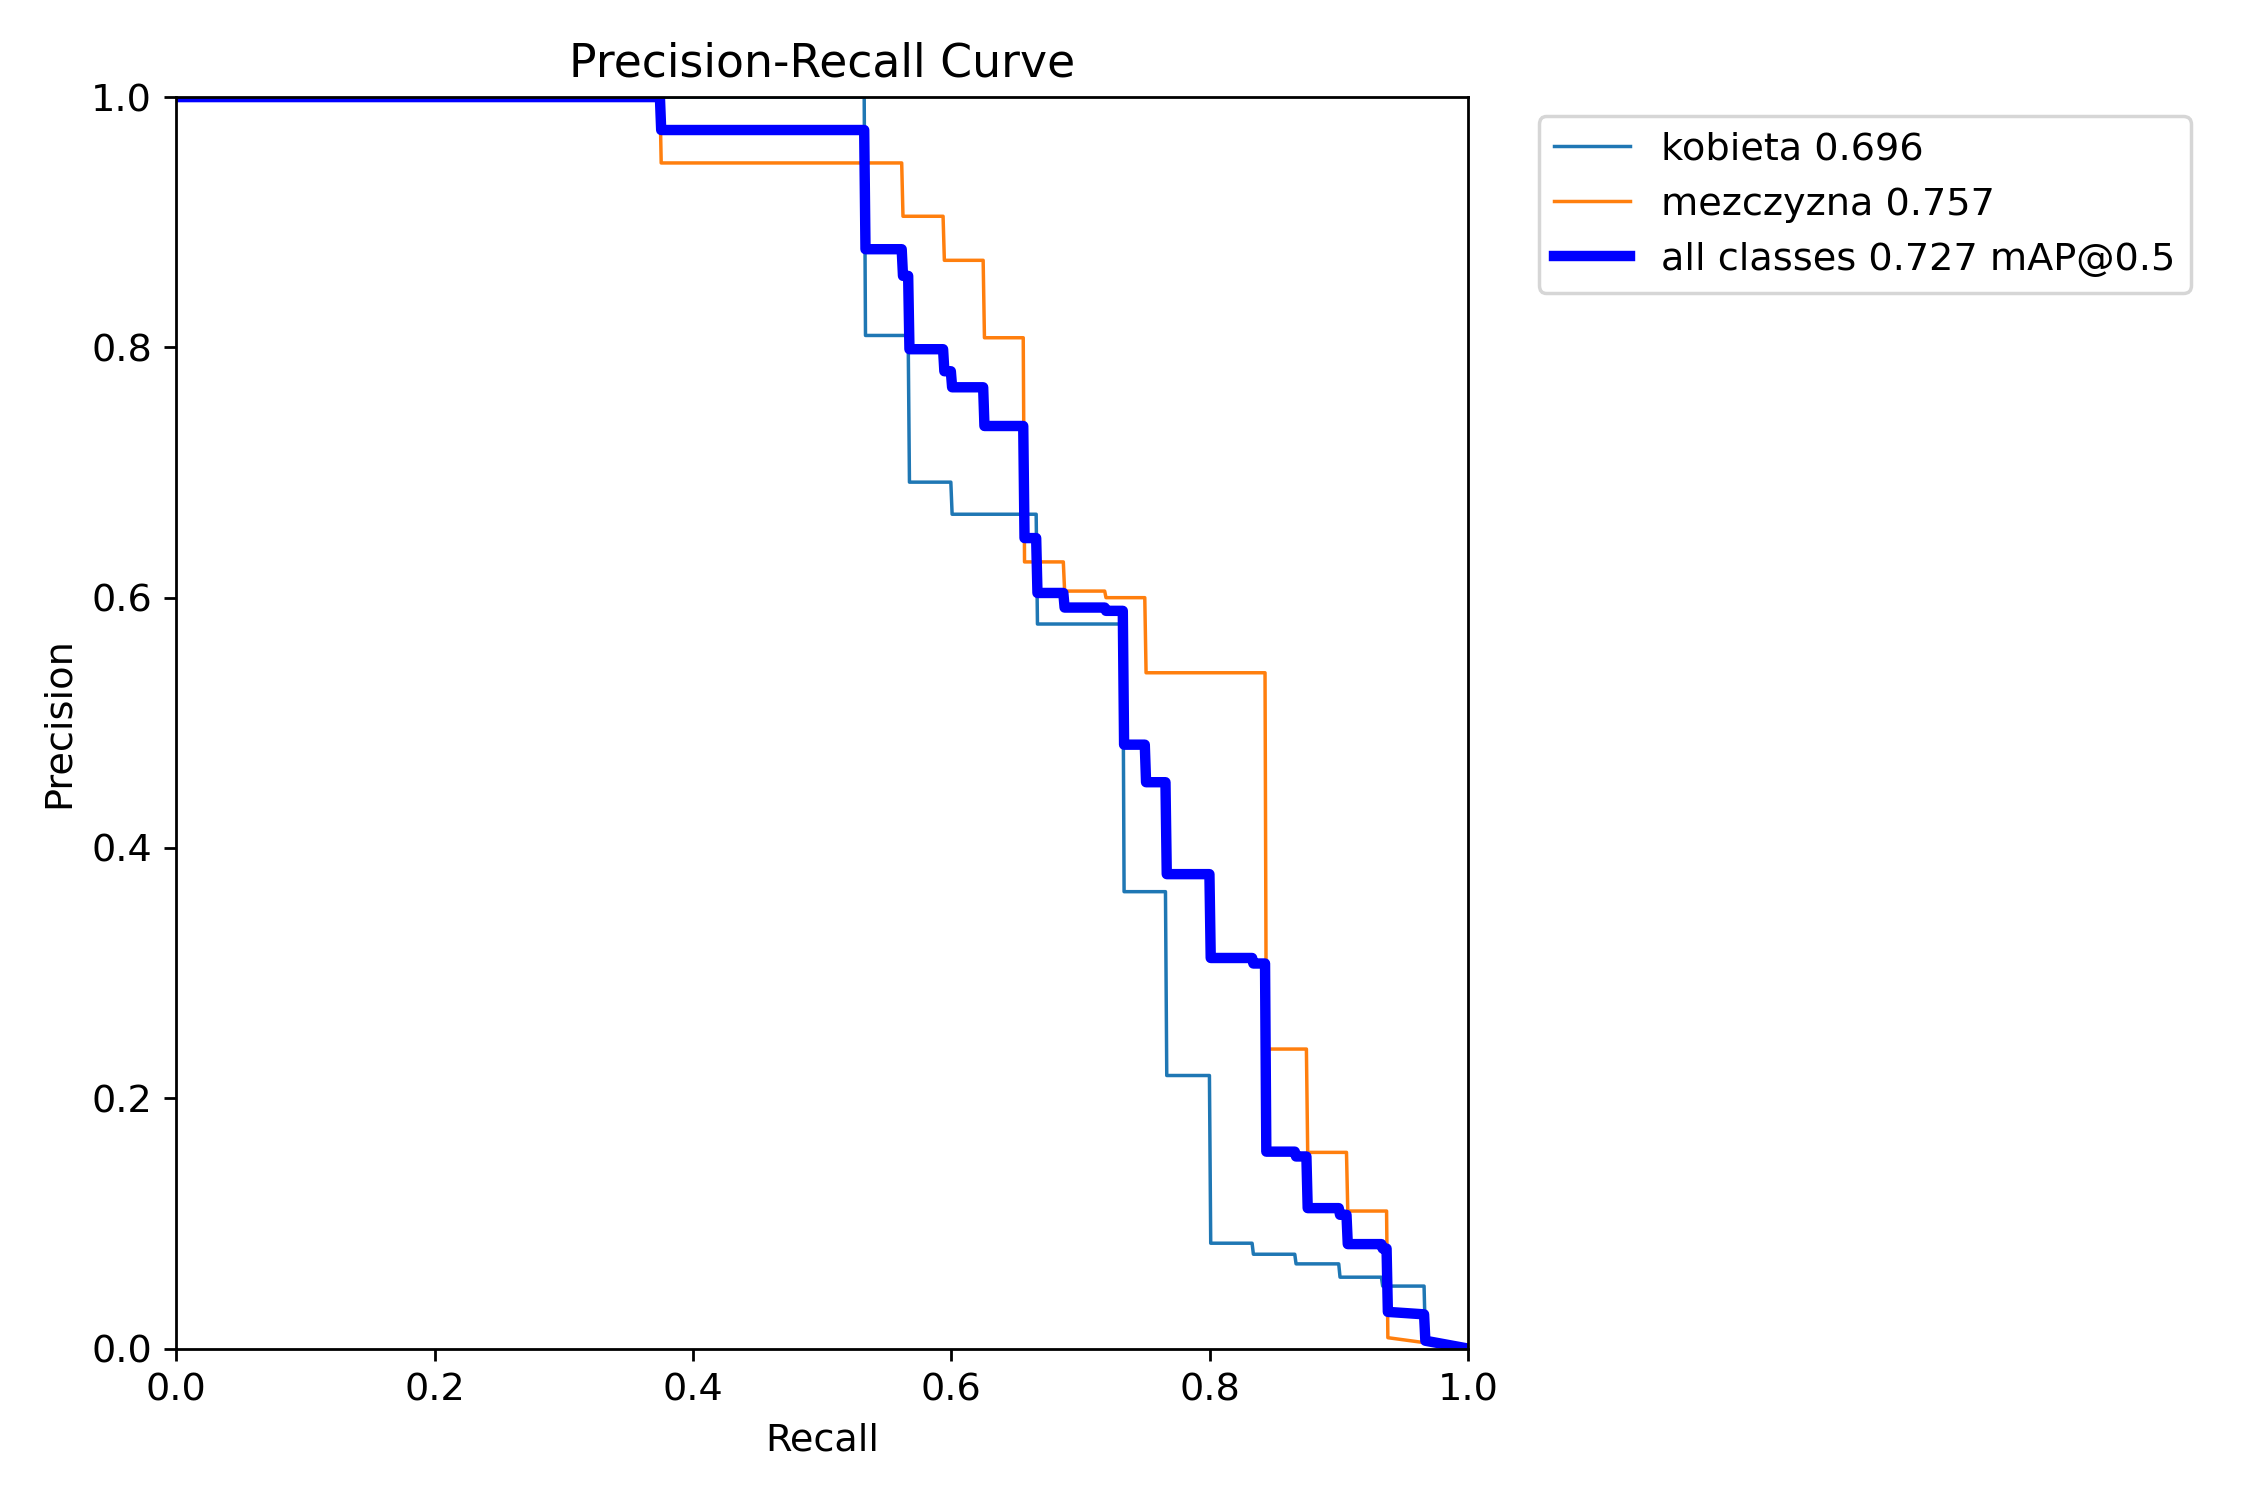 Precision-Recall Curve
1.0
0.8
0.6
0.4
0.2
0.0
Precision
0.0 0.2 0.4 0.6 0.8 1.0
Recall
kobieta 0.696
mezczyzna 0.757
all classes 0.727 mAP@0.5